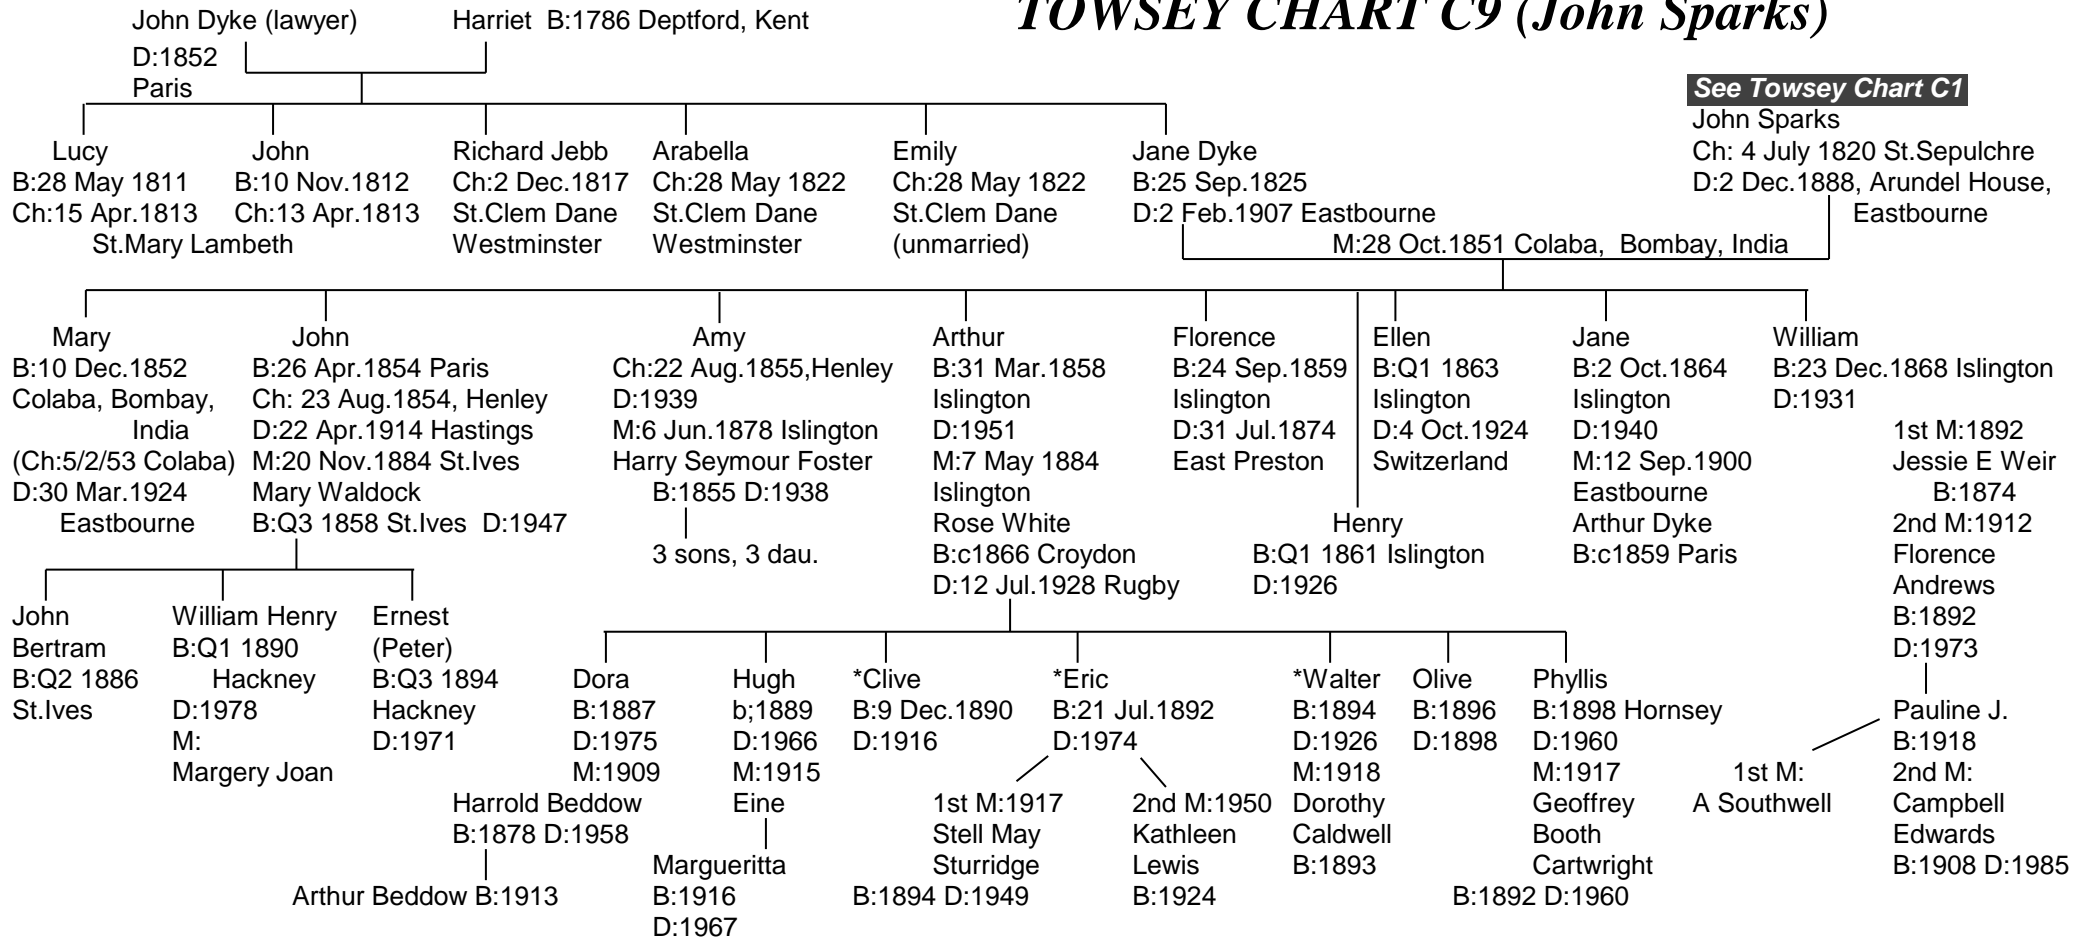 TOWSEY CHART C9 (John Sparks)
John Dyke (lawyer)
D:1852
Paris
Harriet B:1786 Deptford, Kent
See Towsey Chart C1
John Sparks
Ch: 4 July 1820 St.Sepulchre
D:2 Dec.1888, Arundel House,
Eastbourne
Lucy
B:28 May 1811
Ch:15 Apr.1813
John
B:10 Nov.1812
Ch:13 Apr.1813
St.Mary Lambeth
Richard Jebb
Ch:2 Dec.1817
St.Clem Dane
Westminster
Arabella
Ch:28 May 1822
St.Clem Dane
Westminster
Emily
Ch:28 May 1822
St.Clem Dane
(unmarried)
Jane Dyke
B:25 Sep.1825
D:2 Feb.1907 Eastbourne
M:28 Oct.1851 Colaba, Bombay, India
Mary
B:10 Dec.1852
Colaba, Bombay,
India
(Ch:5/2/53 Colaba)
D:30 Mar.1924
Eastbourne
John
B:26 Apr.1854 Paris
Ch: 23 Aug.1854, Henley
D:22 Apr.1914 Hastings
M:20 Nov.1884 St.Ives
Mary Waldock
B:Q3 1858 St.Ives D:1947
Amy
Ch:22 Aug.1855,Henley
D:1939
M:6 Jun.1878 Islington
Harry Seymour Foster
B:1855 D:1938
3 sons, 3 dau.
Arthur
B:31 Mar.1858
Islington
D:1951
M:7 May 1884
Islington
Rose White
B:c1866 Croydon
D:12 Jul.1928 Rugby
Florence
B:24 Sep.1859
Islington
D:31 Jul.1874
East Preston
Henry
B:Q1 1861 Islington
D:1926
Ellen
B:Q1 1863
Islington
D:4 Oct.1924
Switzerland
Jane
B:2 Oct.1864
Islington
D:1940
M:12 Sep.1900
Eastbourne
Arthur Dyke
B:c1859 Paris
William
B:23 Dec.1868 Islington
D:1931
1st M:1892
Jessie E Weir
B:1874
2nd M:1912
Florence
Andrews
B:1892
D:1973
John
Bertram
B:Q2 1886
St.Ives
William Henry
B:Q1 1890
Hackney
D:1978
M:
Margery Joan
Ernest
(Peter)
B:Q3 1894
Hackney
D:1971
Dora
B:1887
D:1975
M:1909
Harrold Beddow
B:1878 D:1958
Arthur Beddow B:1913
Hugh
b;1889
D:1966
M:1915
Eine
Margueritta
B:1916
D:1967
*Clive
B:9 Dec.1890
D:1916
*Eric
B:21 Jul.1892
D:1974
1st M:1917
Stell May
Sturridge
B:1894 D:1949
2nd M:1950
Kathleen
Lewis
B:1924
*Walter
B:1894
D:1926
M:1918
Dorothy
Caldwell
B:1893
Olive
B:1896
D:1898
Phyllis
B:1898 Hornsey
D:1960
M:1917
Geoffrey
Booth
Cartwright
B:1892 D:1960
Pauline J.
B:1918
1st M:
A Southwell
2nd M:
Campbell
Edwards
B:1908 D:1985